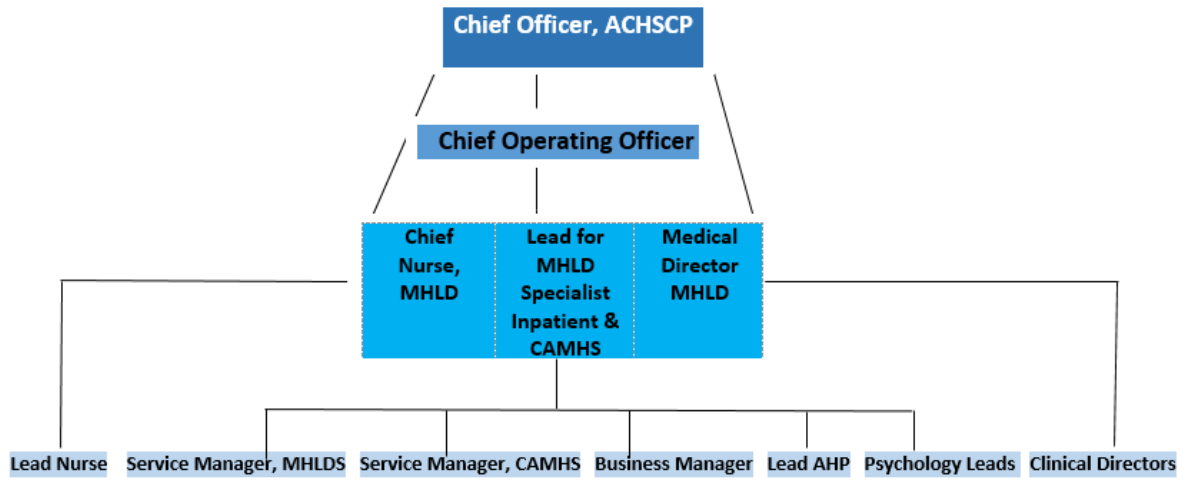 Chief Officer, ACHSCP
Chief Operating Officer
Chief
Nurse,
MHLD
Lead for
MHLD
Specialist
Inpatient &
CAMHS
Medical
Director
MHLD
Lead Nurse
Service Manager, MHLDS
Service Manager, CAMHS
Business Manager
Lead AHP
Psychology Leads
Clinical Directors